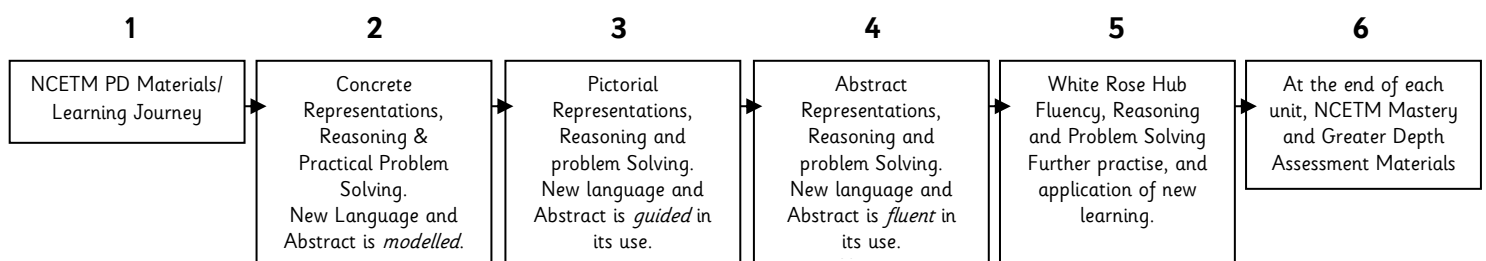 1
NCETM PD Materials/
Learning Journey
2
Concrete
Representations,
Reasoning &
Practical Problem
Solving.
New Language and
Abstract is modelled.
3
Pictorial
Representations,
Reasoning and
problem Solving.
New language and
Abstract is guided in
its use.
4
Abstract
Representations,
Reasoning and
problem Solving.
New language and
Abstract is fluent in
its use.
5
White Rose Hub
Fluency, Reasoning
and Problem Solving
Further practise, and
application of new
learning.
6
At the end of each
unit, NCETM Mastery
and Greater Depth
Assessment Materials